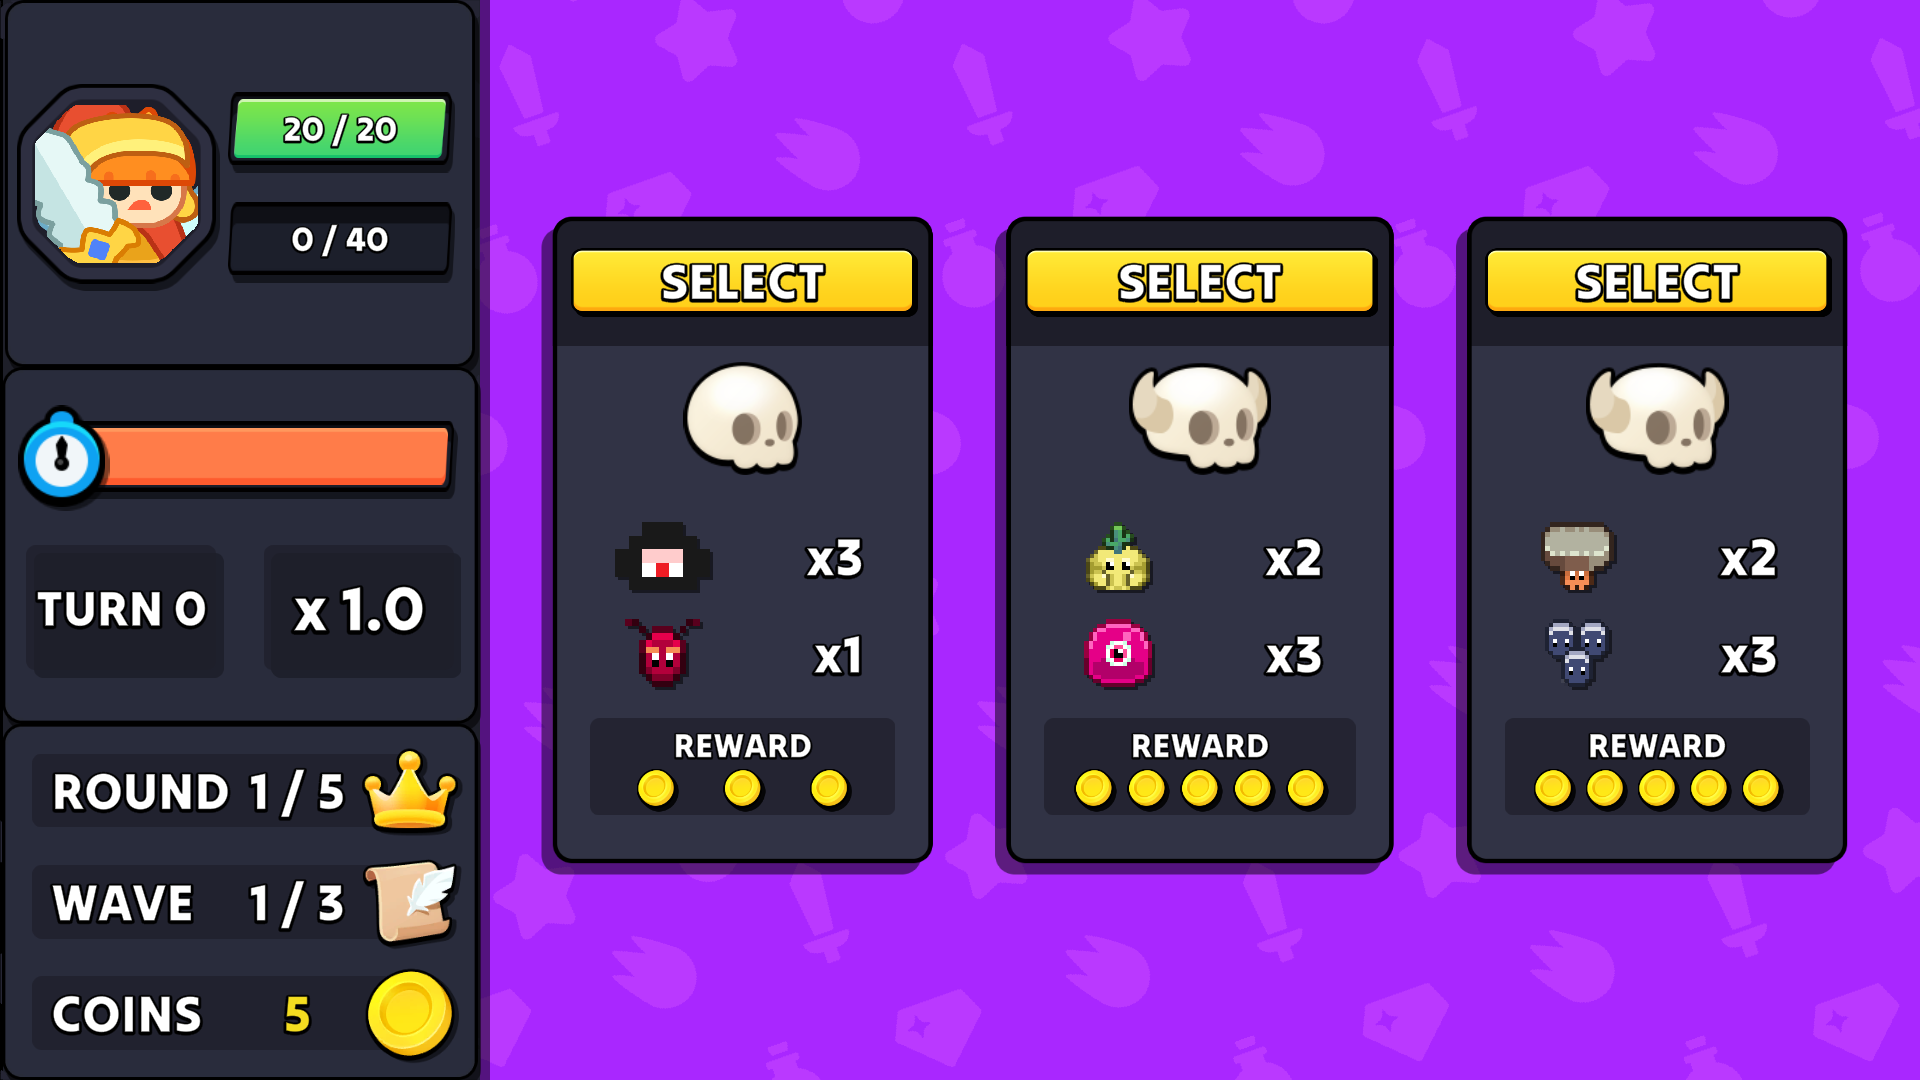 20 / 20
0 / 40
TURN 0
x 1.0
ROUND 1 / 5
WAVE 1 / 3
COINS 5
SELECT
x3
x1
REWARD
SELECT
x2
x3
REWARD
SELECT
x2
x3
REWARD